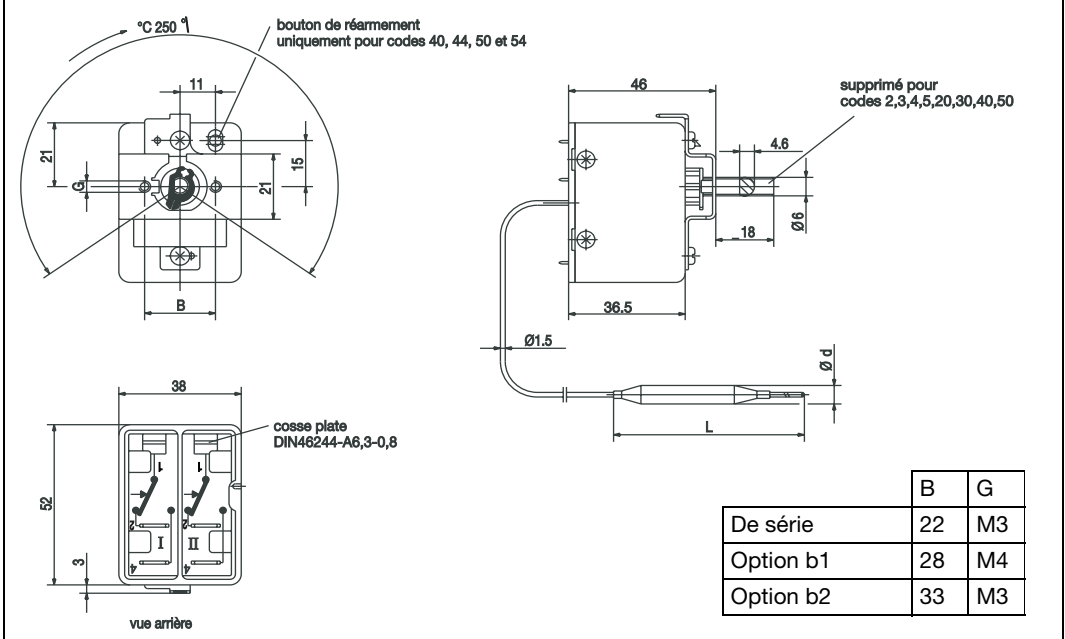 °C 250 °
bouton de réarmement
uniquement pour codes 40, 44, 50 et 54
11
21
G
15
21
B
46
supprimé pour
codes 2,3,4,5,20,30,40,50
4.6
Ø6
_18
36.5
Ø1.5
Ø d
L
38
cosse plate
DIN46244-A6,3-0,8
52
3
1
1
2
2
I
II
4
4
vue arrière
B G
De série 22 M3
Option b1 28 M4
Option b2 33 M3